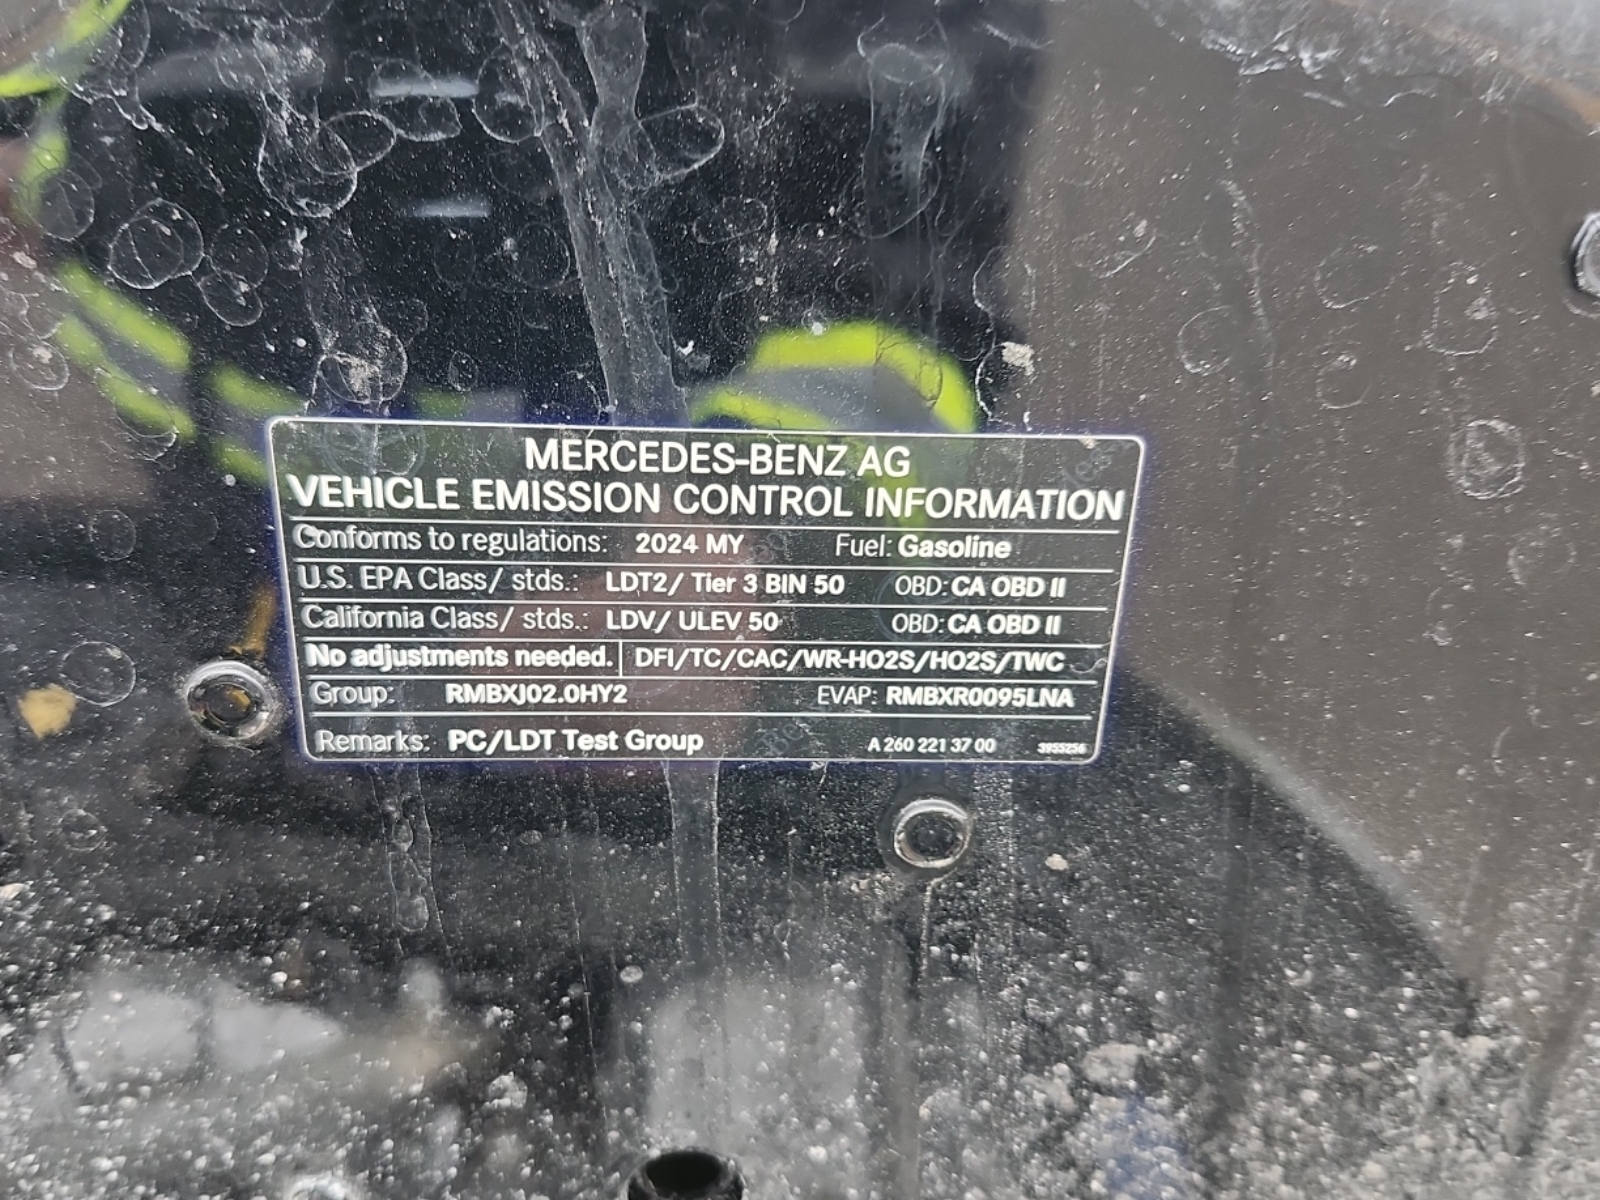 MERCEDES-BENZ AG
VEHICLE EMISSION CONTROL INFORMATION
Conforms to regulations: 2024 MY Fuel: Gasoline
U.S. EPA Class/ stds.: LDT2/ Tier 3 BIN 50 OBD: CA OBD II
California Class/ stds.: LDV/ ULEV 50 OBD: CA OBD II
No adjustments needed. DFI/TC/CAC/WR-HO2S/HO2S/TWC
Group: RMBXJ02.0HY2 EVAP: RMBXR0095LNA
Remarks: PC/LDT Test Group A 260 221 37 00 3955256